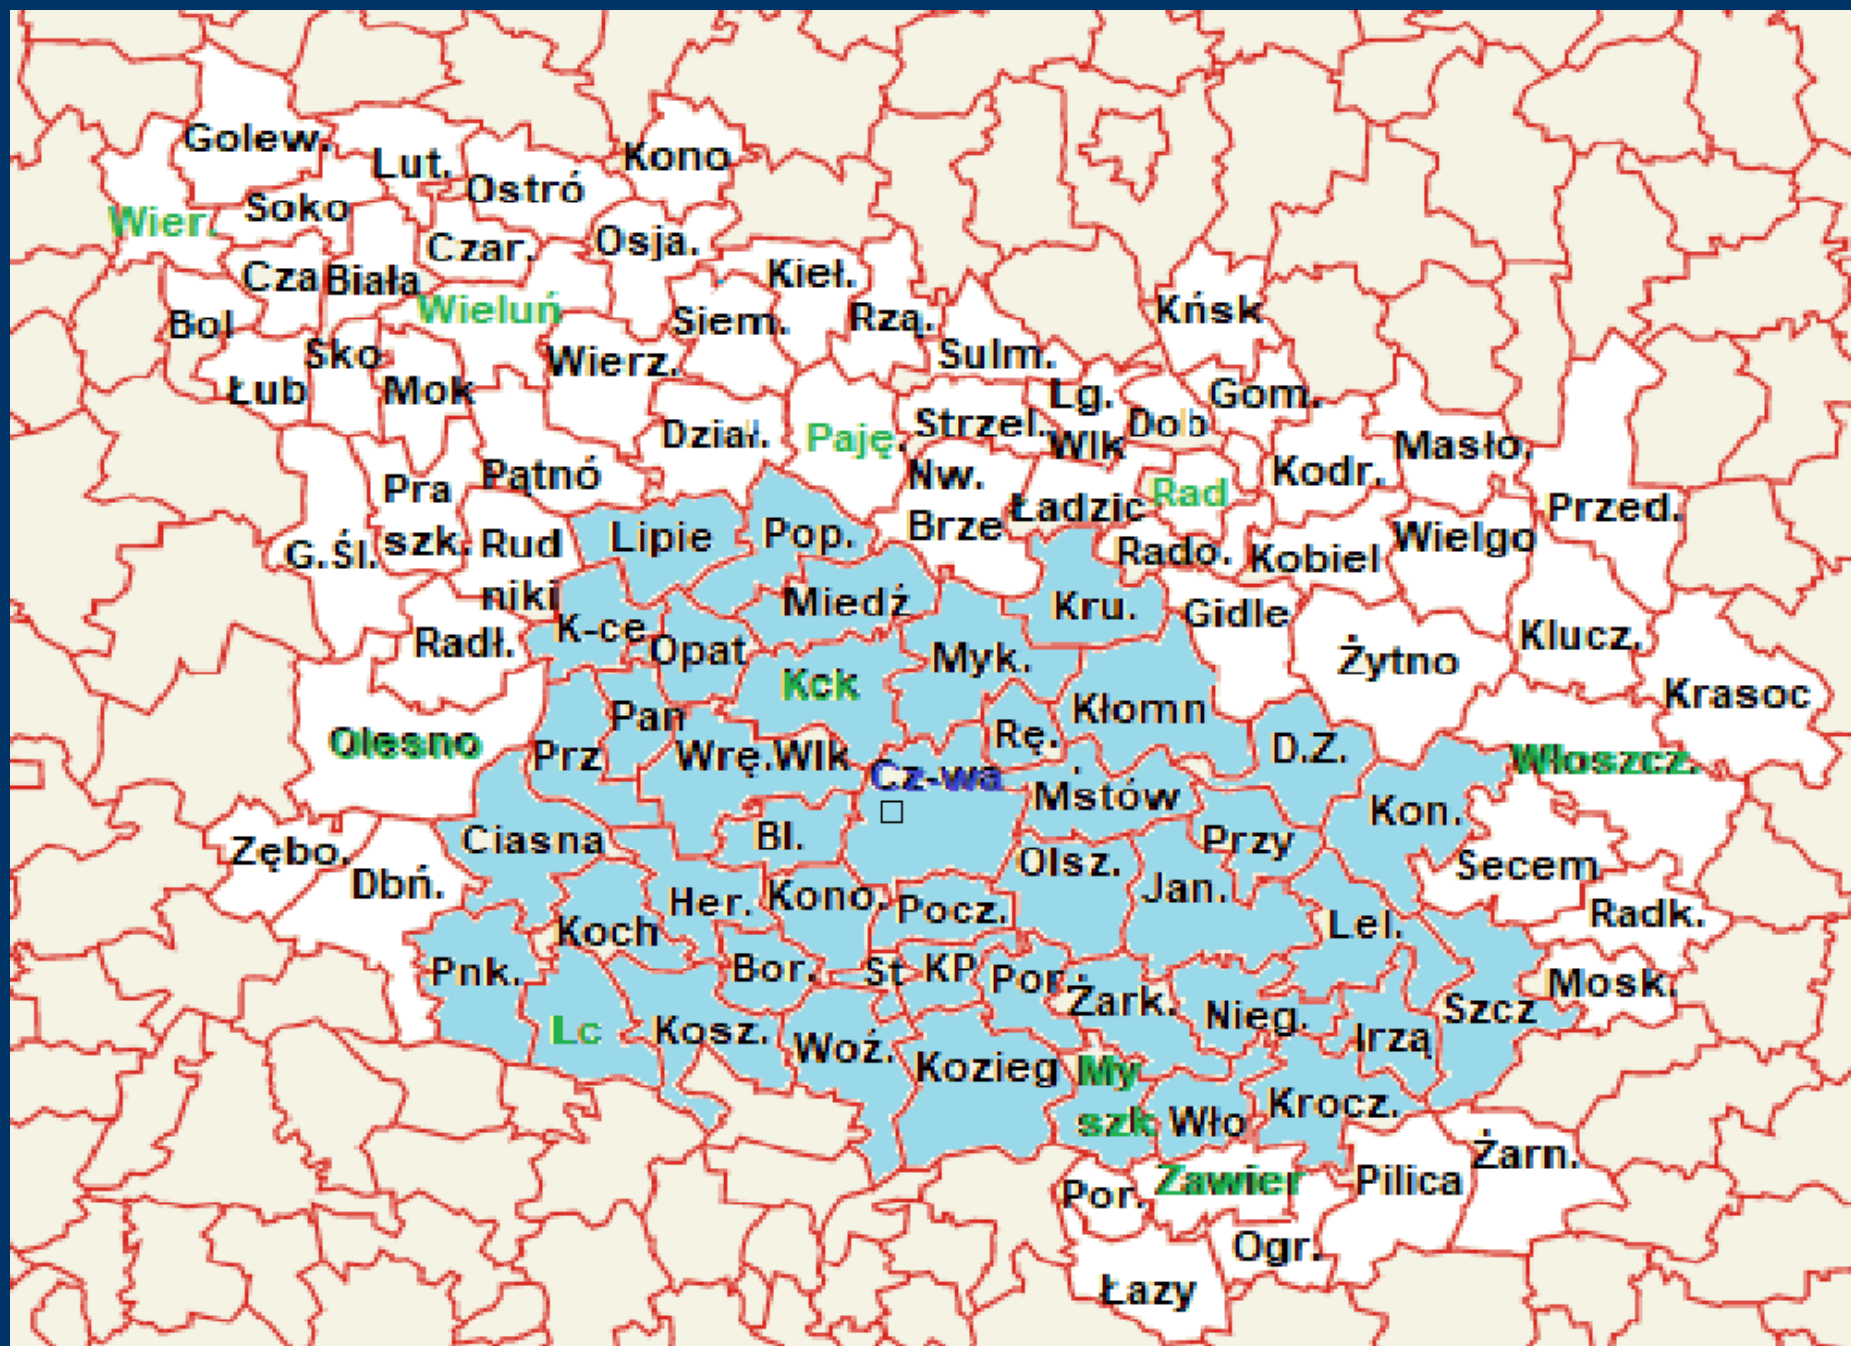 Golew.
Lut.
Kono
Ostró
Soko
Wier.
Czar.
Osja.
Cza
Biała
Kieł.
Wieluń
Bol
Siem.
Rzą.
Kńsk
Sko
Wierz.
Sulm.
Łub
Mok
Lg.
Wlk
Gom.
Dział.
Paję.
Strzel.
Dob
Masło.
Pątnó
Nw.
Brze
Kodr.
Pra
szk.
Ładzic
Rad
Przed.
G.Śl.
Rud
niki
Lipie
Pop.
Rado.
Kobiel
Wielgo
Miedź
Kru.
Gidle
Radł.
K-ce
Opat
Myk.
Żytno
Klucz.
Kck
Krasoc
Pan
Kłomn
Olesno
Prz
Wrę.Wlk
Rę.
D.Z.
Włoszcz.
Cz-wa
Mstów
Kon.
Zębo.
Ciasna
Bl.
Przy
Dbń.
Olsz.
Secem
Her.
Kono.
Pocz.
Jan.
Lel.
Radk.
Koch
Pnk.
Bor.
St
KP
Por.
Żark.
Mosk.
Lc
Kosz.
Woź.
Nieg.
Irzą
Szcz
Kozieg
My
szk
Wło
Krocz.
Żarn.
Por.
Zawier
Pilica
Ogr.
Łazy